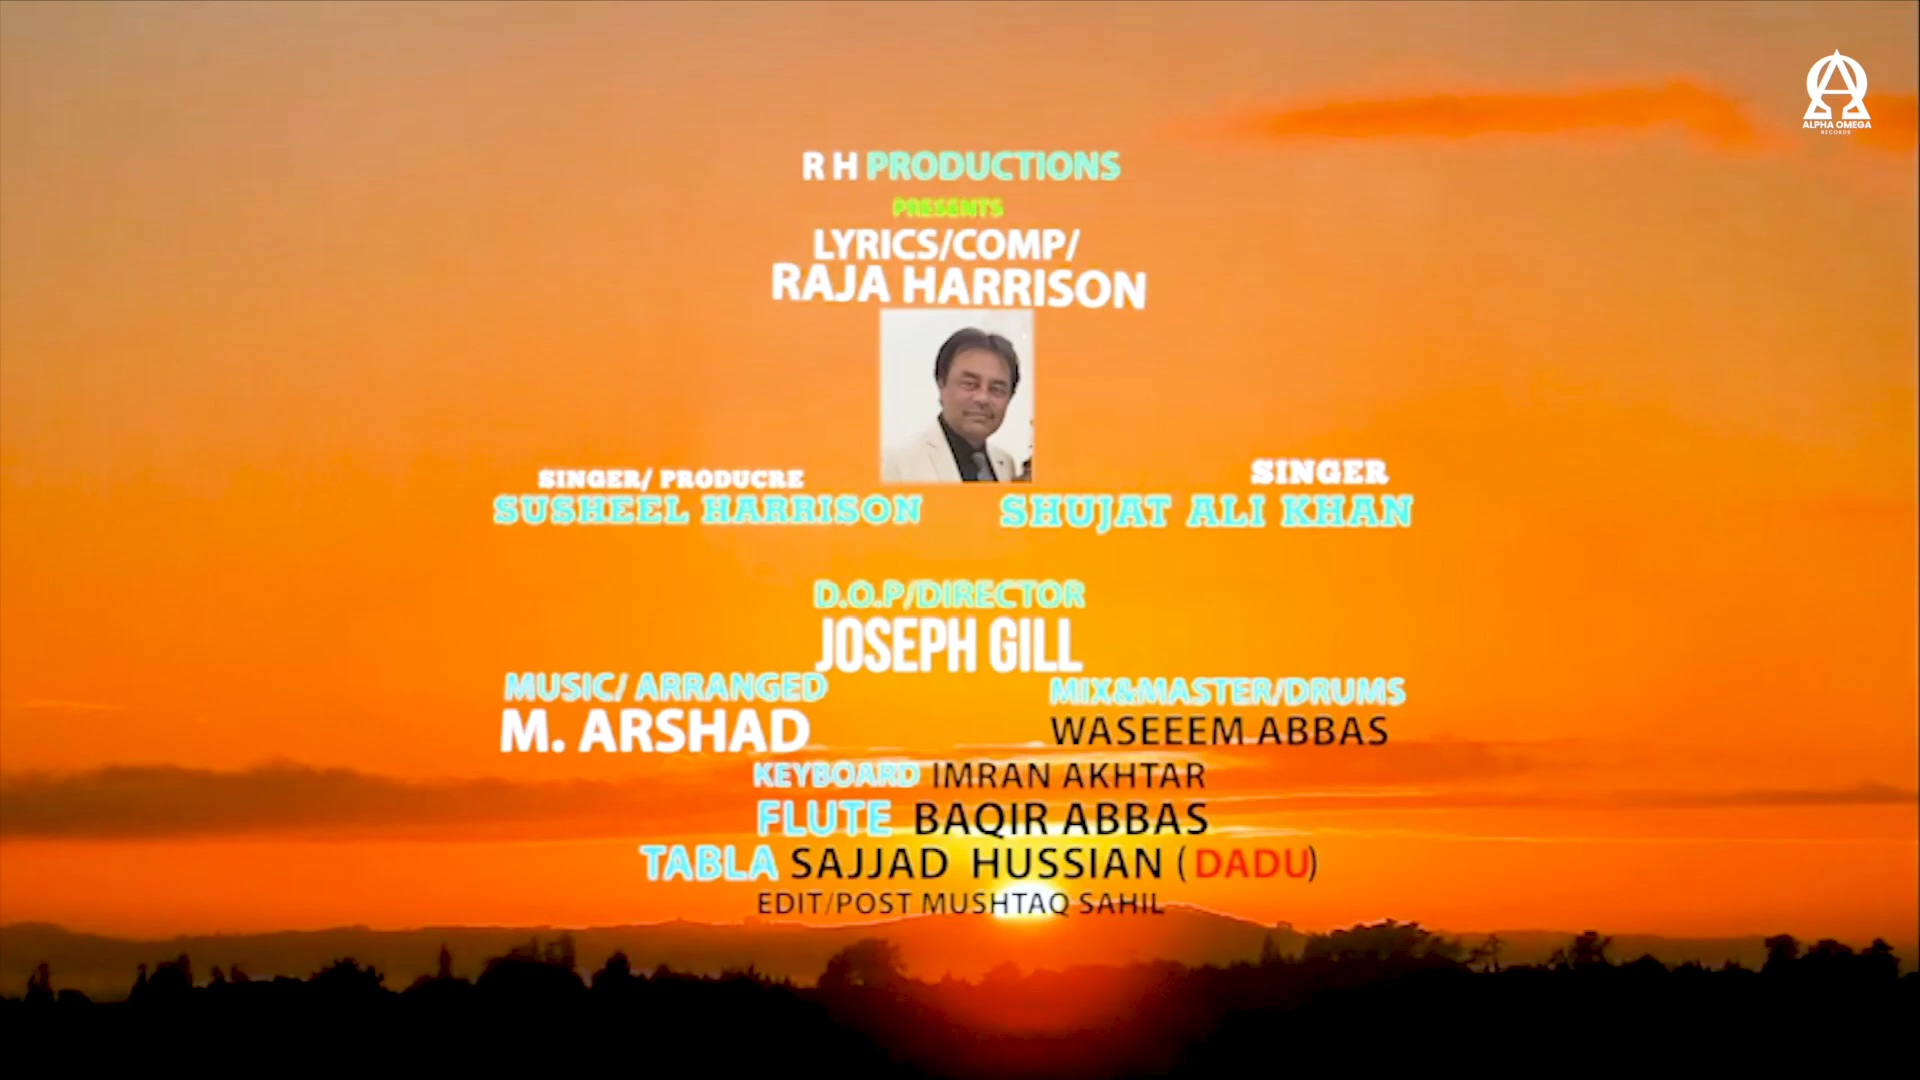 ALPHA OMEGA
RECORDS
R H PRODUCTIONS
PRESENTS
LYRICS/COMP/
RAJA HARRISON
SINGER/ PRODUCRE
SUSHEEL HARRISON
SINGER
SHUJAT ALI KHAN
D.O.P/DIRECTOR
JOSEPH GILL
MUSIC/ ARRANGED
M. ARSHAD
MIX&MASTER/DRUMS
WASEEEM ABBAS
KEYBOARD IMRAN AKHTAR
FLUTE BAQIR ABBAS
TABLA SAJJAD HUSSIAN (DADU)
EDIT/POST MUSHTAQ SAHIL